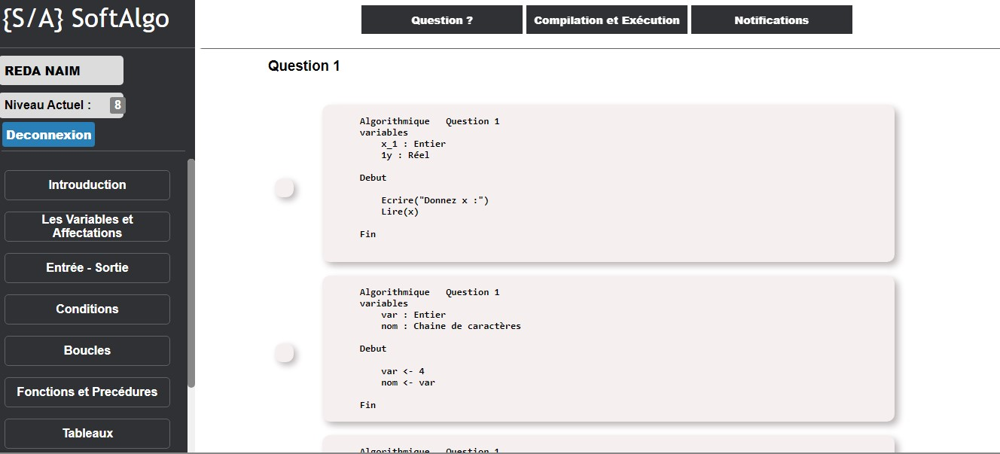 {S/A} SoftAlgo
REDA NAIM
Niveau Actuel : 8
Deconnexion
Introuduction
Les Variables et
Affectations
Entrée - Sortie
Conditions
Boucles
Fonctions et Precédures
Tableaux
Question ?
Compilation et Exécution
Notifications
Question 1
Algorithmique Question 1
variables
x_1 : Entier
1y : Réel
Debut
Ecrire("Donnez x :")
Lire(x)
Fin
Algorithmique Question 1
variables
var : Entier
nom : Chaine de caractères
Debut
var <- 4
nom <- var
Fin
Algorithmique Question 1